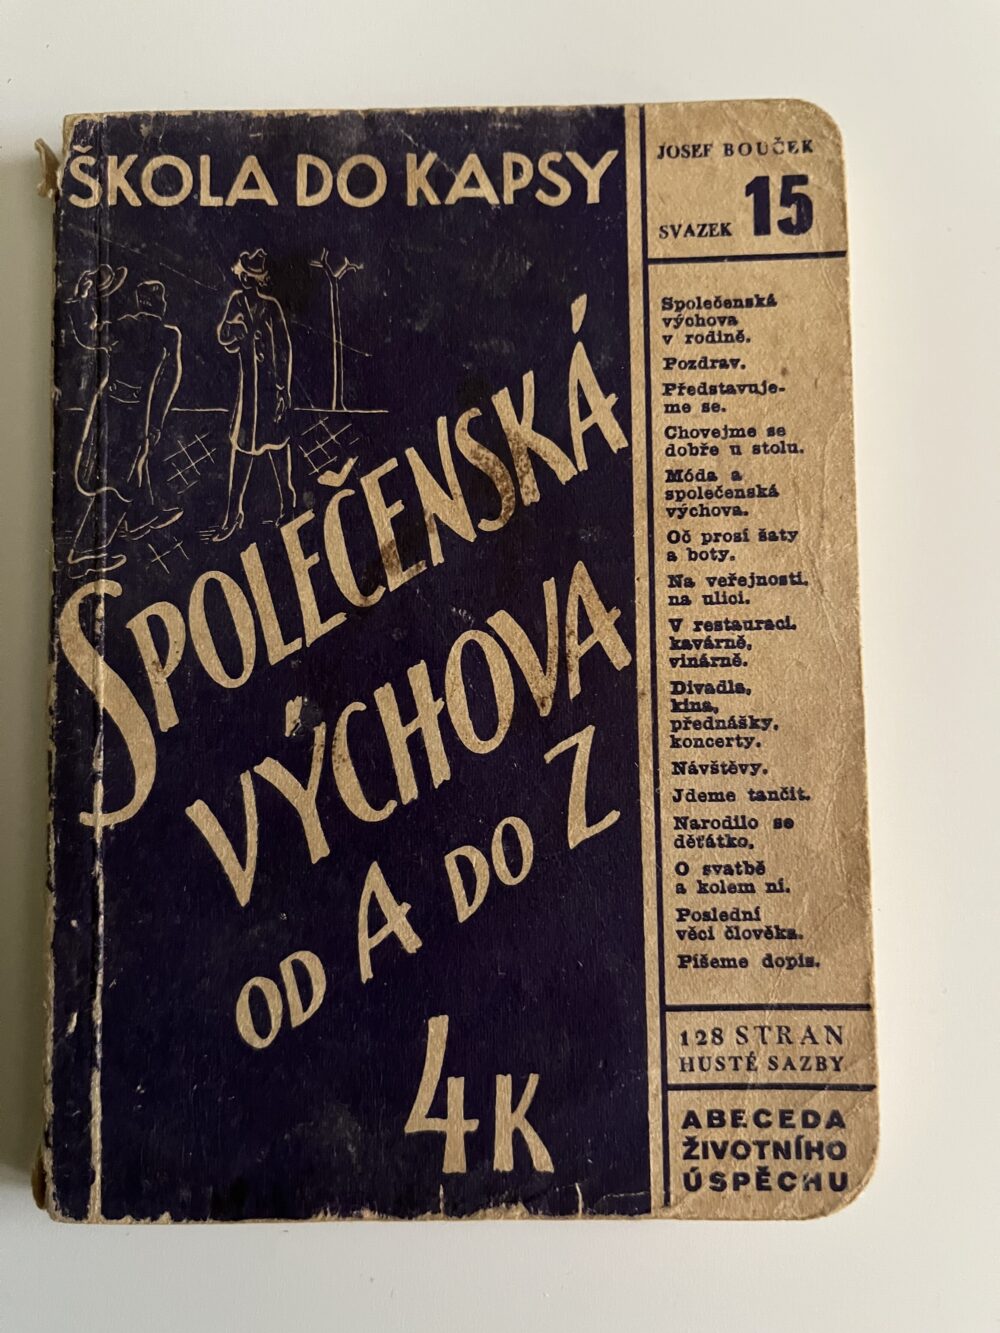 ŠKOLA DO KAPSY
SPOLEČENSKÁ
VÝCHOVA
OD A DO Z
4K
JOSEF BOUČEK
SVAZEK 15
Společenská
výchova
v rodině.
Pozdrav.
Představuje-
me se.
Chovejme se
dobře u stolu.
Móda a
společenská
výchova.
Oč prosí šaty
a boty.
Na veřejnosti,
na ulici.
V restauraci,
kavárně,
vinárně.
Divadla,
kina,
přednášky,
koncerty.
Návštěvy.
Jdeme tančit.
Narodilo se
děťátko.
O svatbě
a kolem ní.
Poslední
věci člověka.
Píšeme dopis.
128 STRAN
HUSTÉ SAZBY
ABECEDA
ŽIVOTNÍHO
ÚSPĚCHU